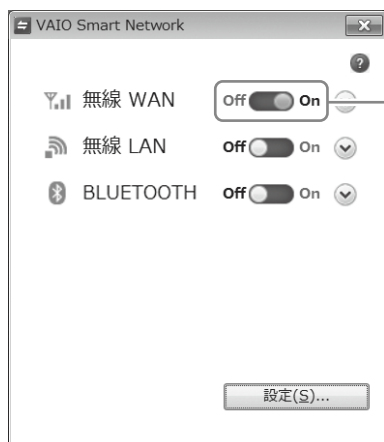 VAIO Smart Network
?
無線 WAN Off On
無線 LAN Off On
BLUETOOTH Off On
設定(S)...